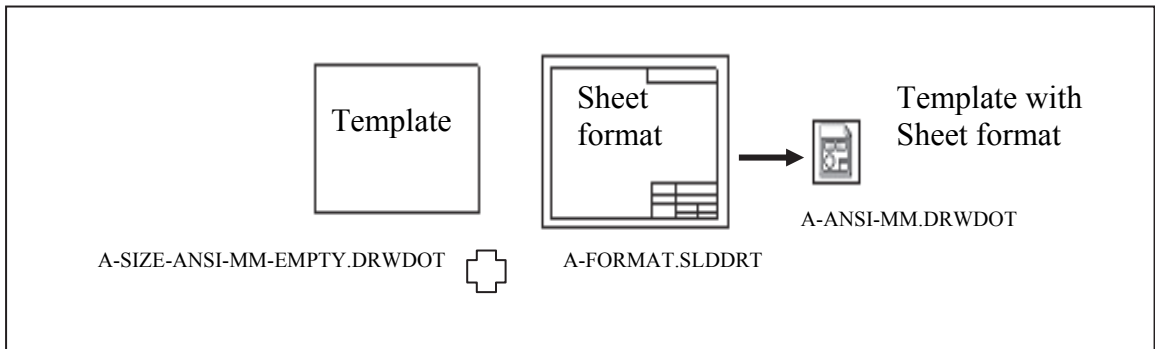 Template
Sheet
format
Template with
Sheet format
A-SIZE-ANSI-MM-EMPTY.DRWDOT
A-FORMAT.SLDDRT
A-ANSI-MM.DRWDOT